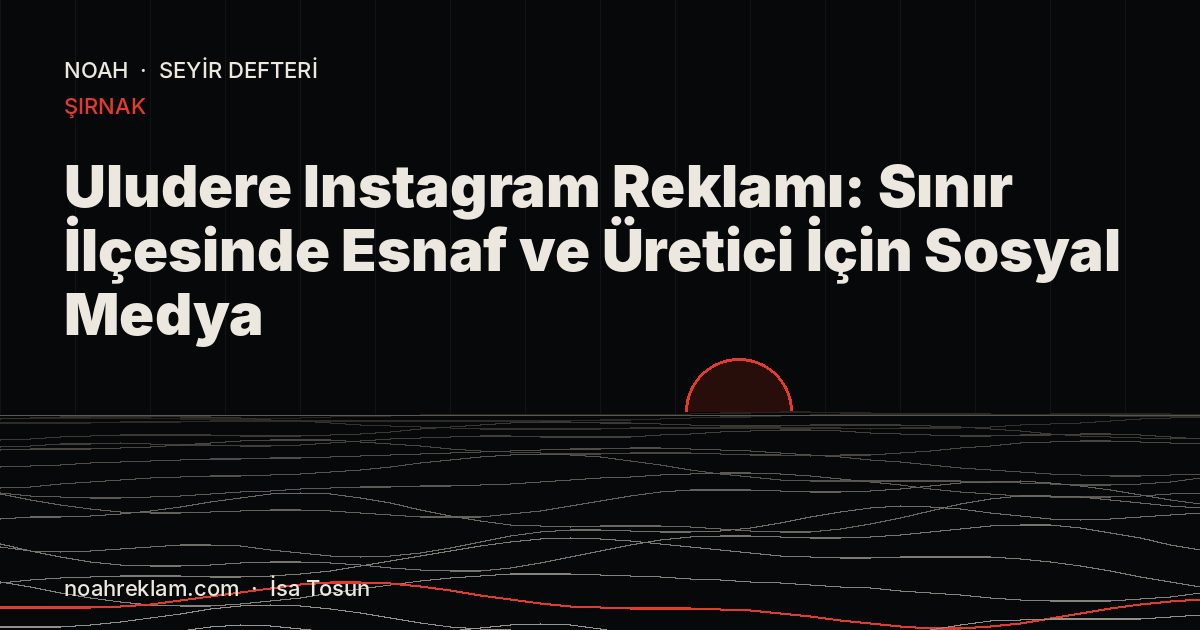 NOAH · SEYİR DEFTERİ
ŞIRNAK
Uludere Instagram Reklamı: Sınır
İlçesinde Esnaf ve Üretici İçin Sosyal
Medya
noahreklam.com · İsa Tosun